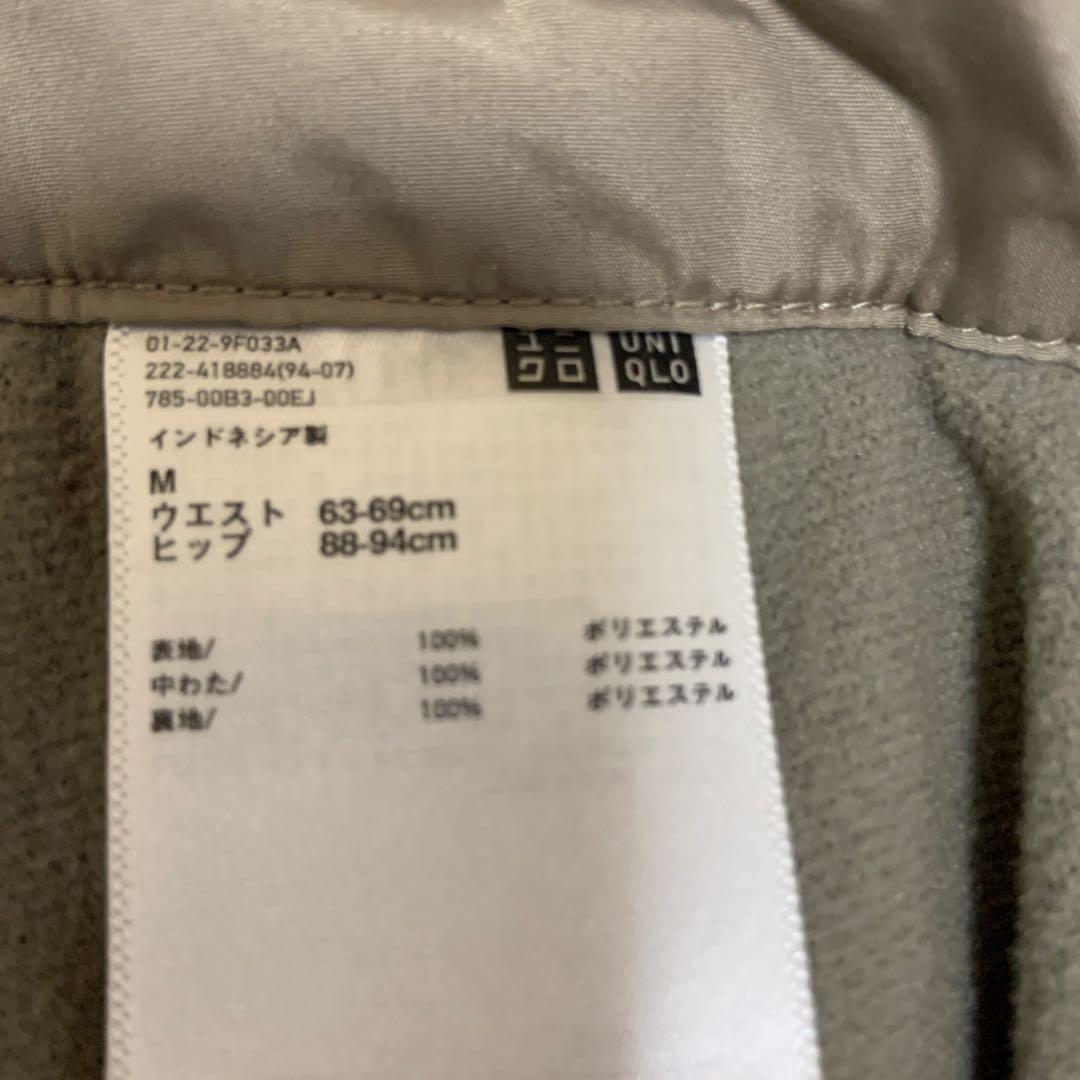 01-22-9F033A
222-418884(94-07)
785-00B3-00EJ
ユニ
クロ
UNI
QLO
インドネシア製
M
ウエスト 63-69cm
ヒップ 88-94cm
表地/ 100% ポリエステル
中わた/ 100% ポリエステル
裏地/ 100% ポリエステル